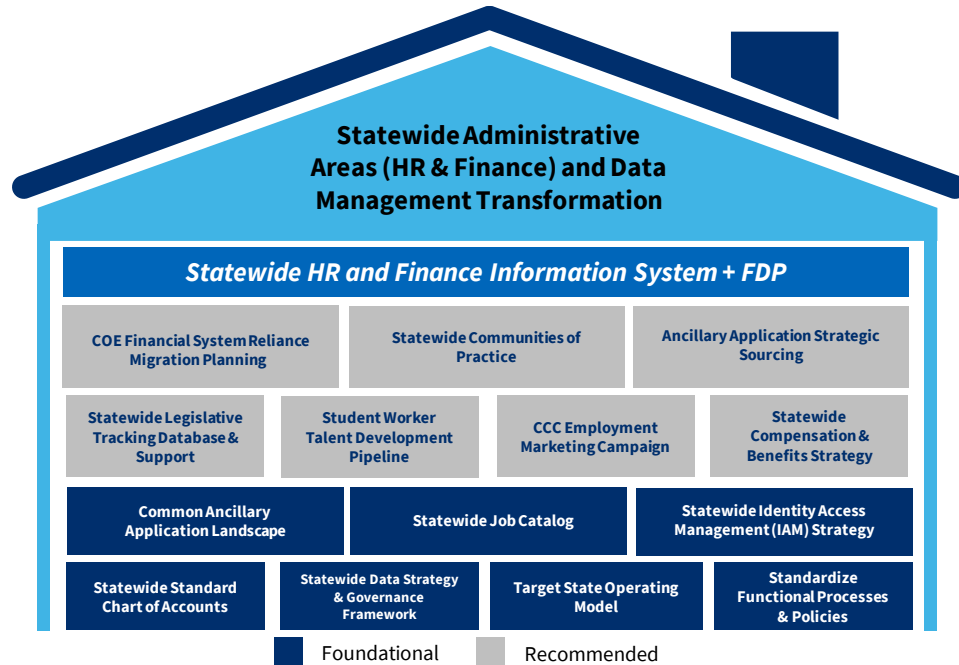 Statewide Administrative
Areas (HR & Finance) and Data
Management Transformation
Statewide HR and Finance Information System + FDP
COE Financial System Reliance
Migration Planning
Statewide Communities of
Practice
Ancillary Application Strategic
Sourcing
Statewide Legislative
Tracking Database &
Support
Student Worker
Talent Development
Pipeline
CCC Employment
Marketing Campaign
Statewide
Compensation &
Benefits Strategy
Common Ancillary
Application Landscape
Statewide Job Catalog
Statewide Identity Access
Management (IAM) Strategy
Statewide Standard
Chart of Accounts
Statewide Data Strategy
& Governance
Framework
Target State Operating
Model
Standardize
Functional Processes
& Policies
Foundational
Recommended